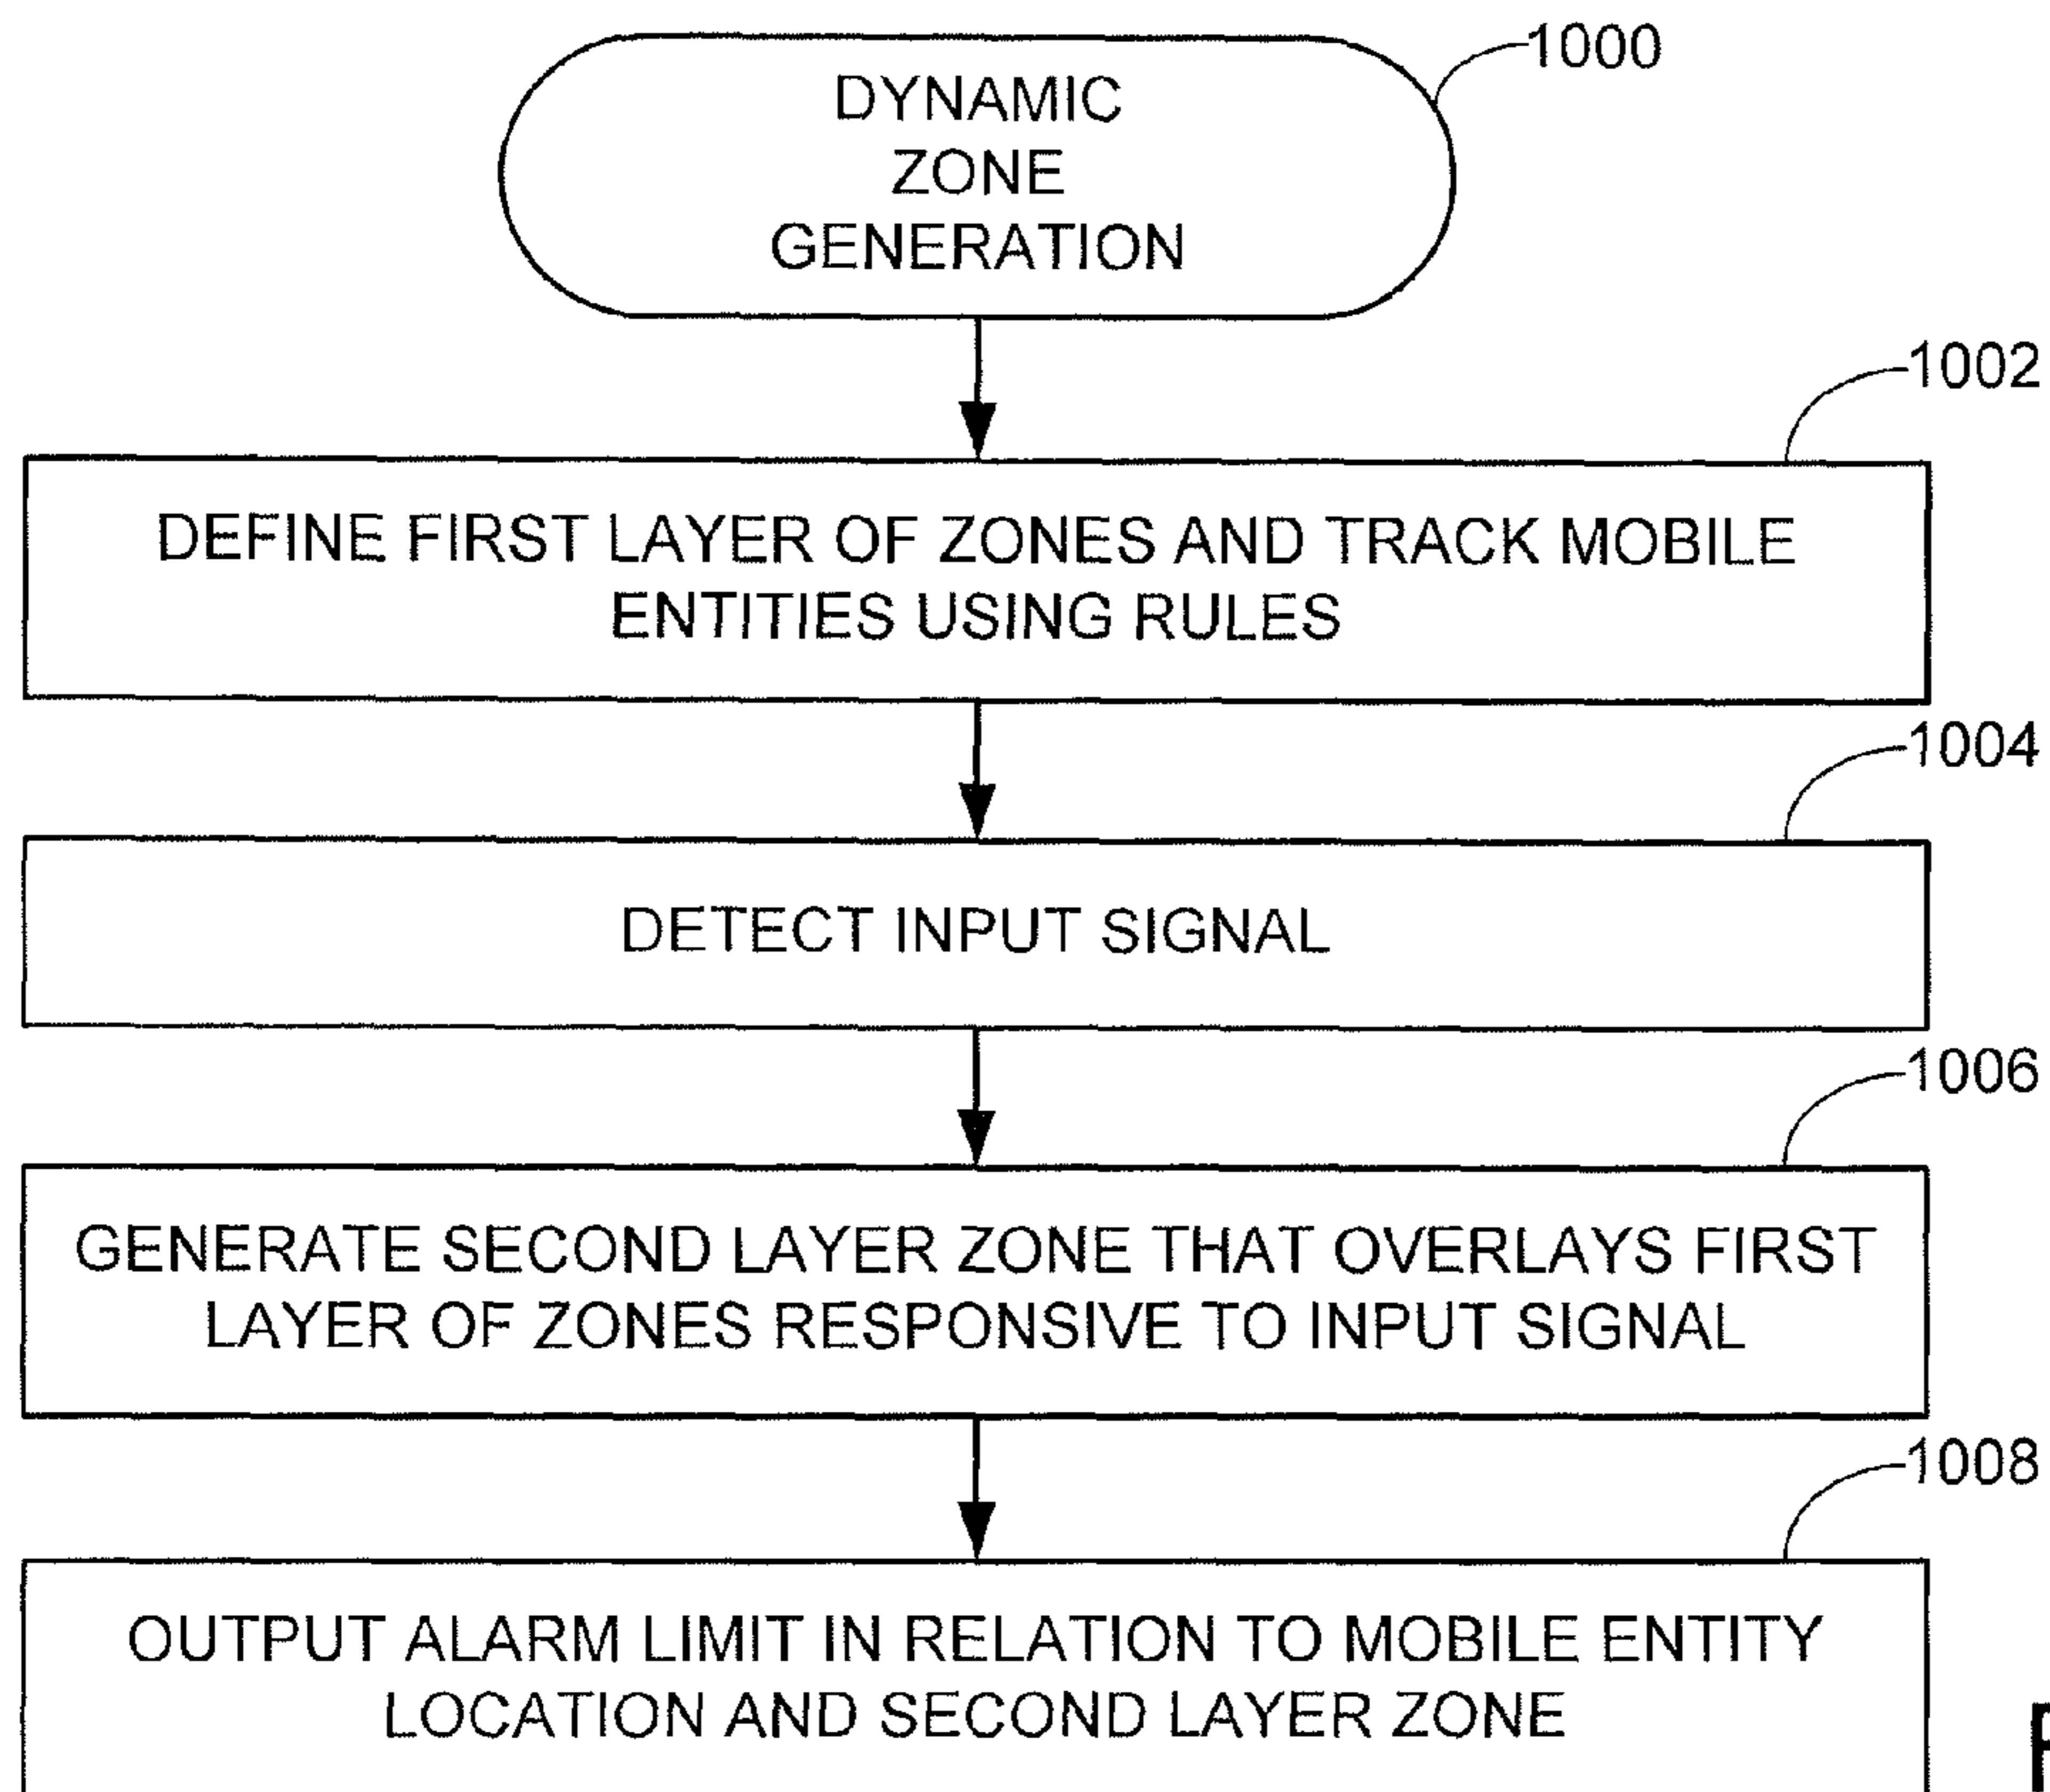 DYNAMIC
ZONE
GENERATION
1000
1002
DEFINE FIRST LAYER OF ZONES AND TRACK MOBILE
ENTITIES USING RULES
1004
DETECT INPUT SIGNAL
1006
GENERATE SECOND LAYER ZONE THAT OVERLAYS FIRST
LAYER OF ZONES RESPONSIVE TO INPUT SIGNAL
1008
OUTPUT ALARM LIMIT IN RELATION TO MOBILE ENTITY
LOCATION AND SECOND LAYER ZONE